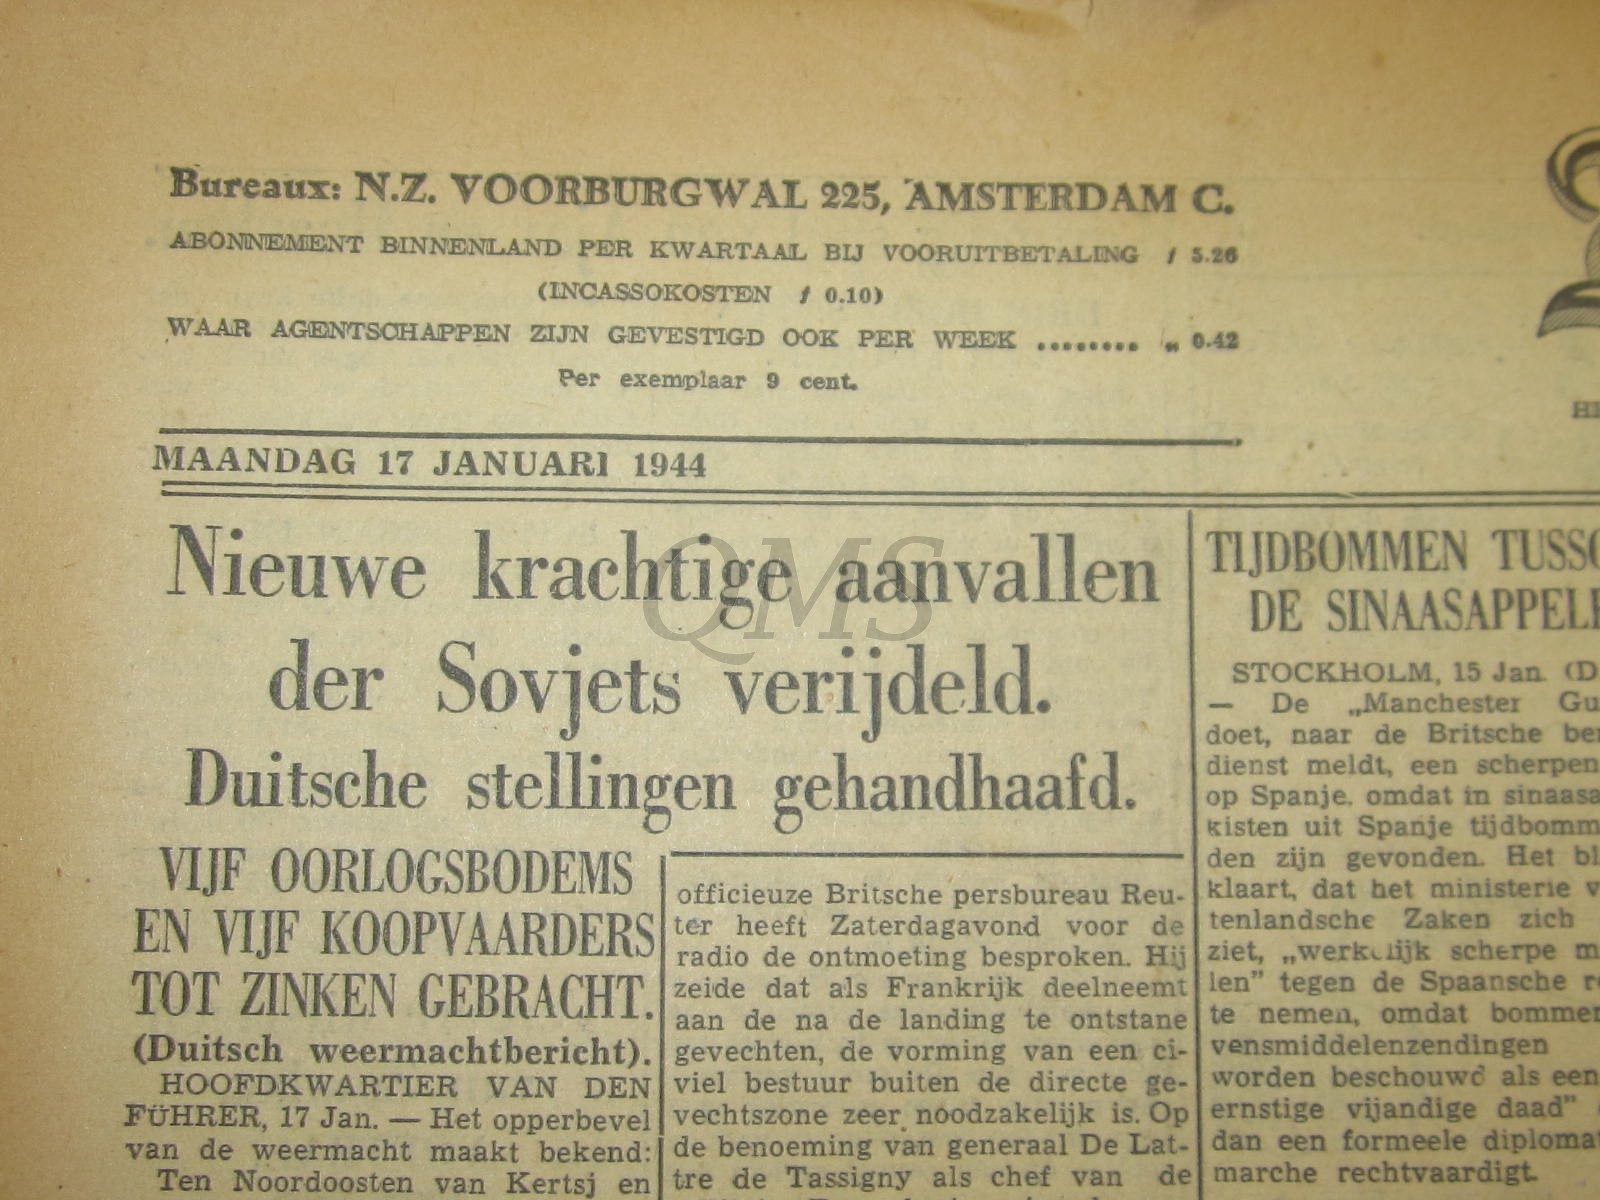 Bureaux: N.Z. VOORBURGWAL 225, AMSTERDAM C.
ABONNEMENT BINNENLAND PER KWARTAAL BIJ VOORUITBETALING f 5.26
(INCASSOKOSTEN f 0.10)
WAAR AGENTSCHAPPEN ZIJN GEVESTIGD OOK PER WEEK ........ „ 0.42
Per exemplaar 9 cent.
MAANDAG 17 JANUARI 1944
Nieuwe krachtige aanvallen
der Sovjets verijdeld.
Duitsche stellingen gehandhaafd.
QMS
VIJF OORLOGSBODEMS
EN VIJF KOOPVAARDERS
TOT ZINKEN GEBRACHT.
(Duitsch weermachtbericht).
HOOFDKWARTIER VAN DEN
FÜHRER, 17 Jan. — Het opperbevel
van de weermacht maakt bekend:
Ten Noordoosten van Kertsj en
officieuze Britsche persbureau Reu-
ter heeft Zaterdagavond voor de
radio de ontmoeting besproken. Hij
zeide dat als Frankrijk deelneemt
aan de na de landing te ontstane
gevechten, de vorming van een ci-
viel bestuur buiten de directe ge-
vechtszone zeer noodzakelijk is. Op
de benoeming van generaal De Lat-
tre de Tassigny als chef van de
TIJDBOMMEN TUSSC
DE SINAASAPPELE
STOCKHOLM, 15 Jan. (D
— De „Manchester Gu
doet, naar de Britsche ber
dienst meldt, een scherpen
op Spanje, omdat in sinaasa
kisten uit Spanje tijdbomm
den zijn gevonden. Het bl
klaart, dat het ministerie v
tenlandsche Zaken zich
ziet, „werkelijk scherpe m
len” tegen de Spaansche r
te nemen, omdat bommen
vensmiddelenzendingen
worden beschouwd als een
ernstige vijandige daad”
dan een formeele diploma
marche rechtvaardigt.